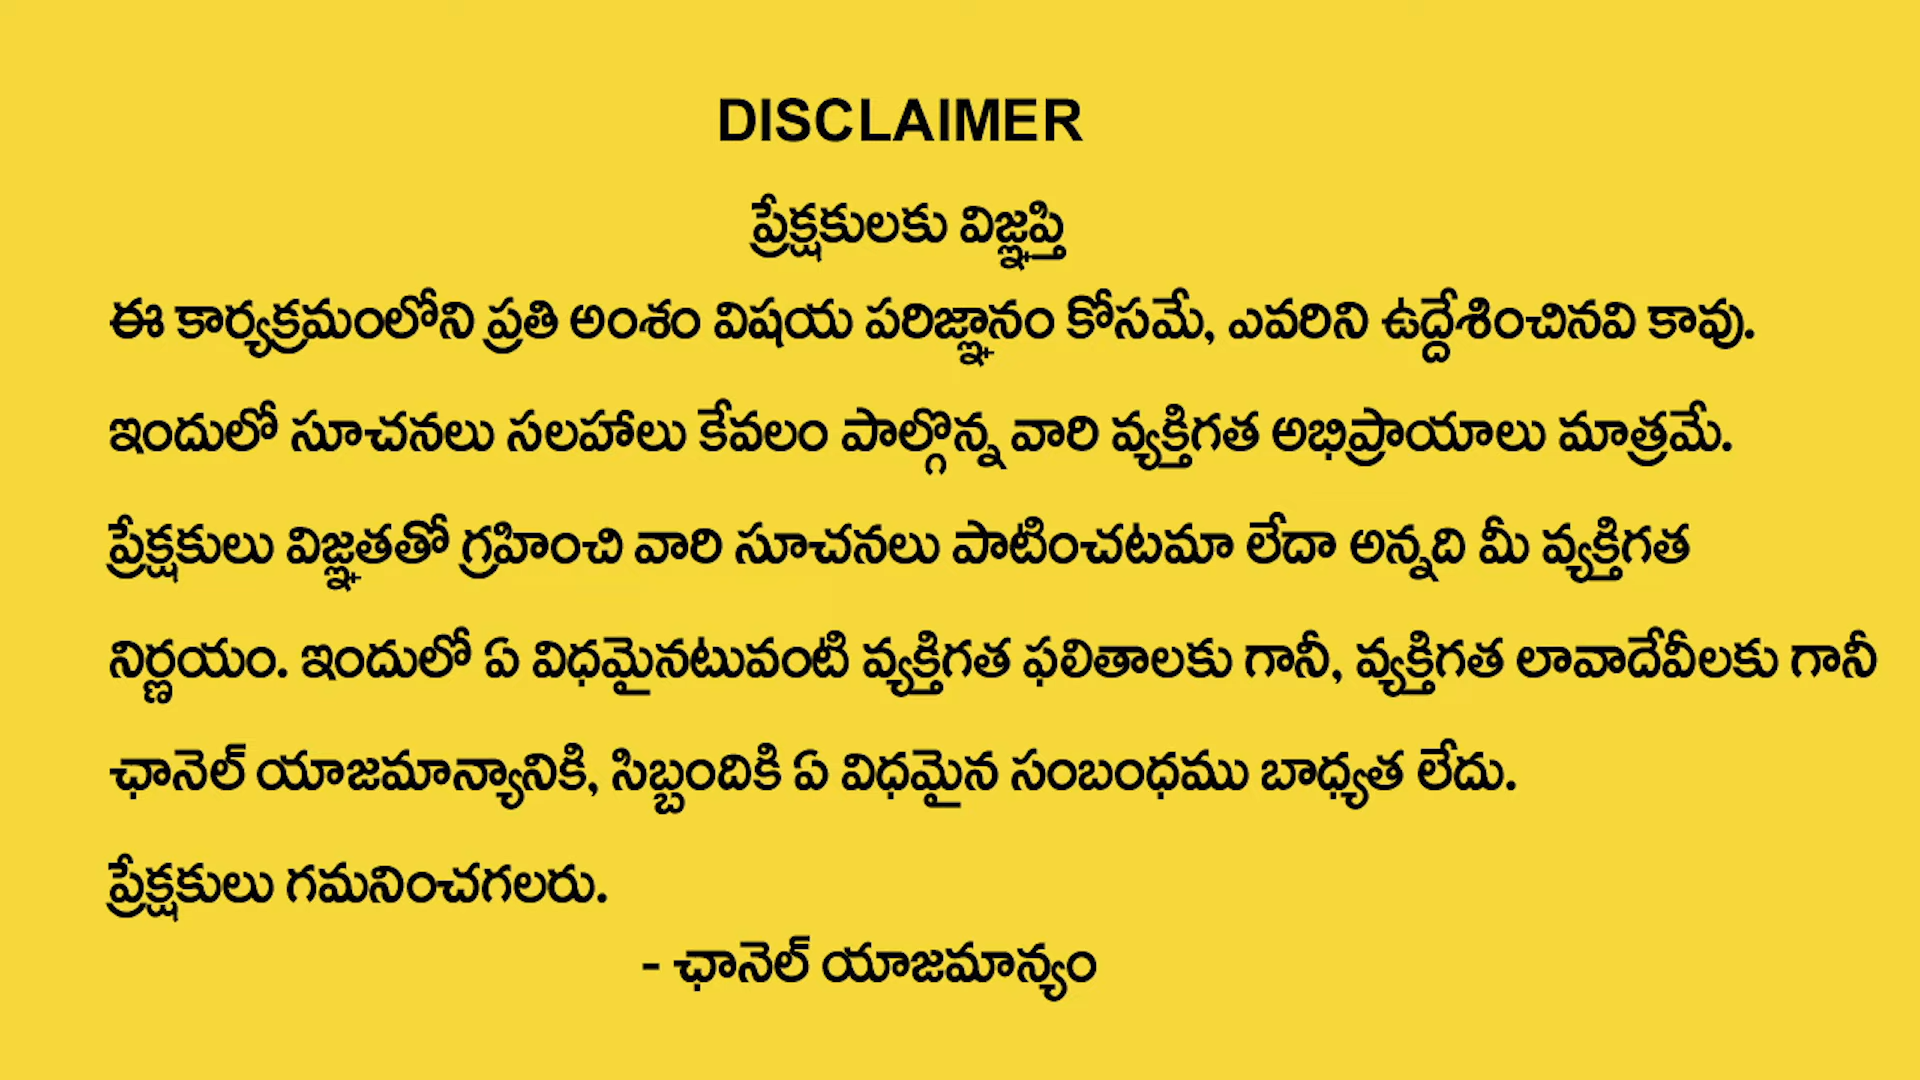 DISCLAIMER
ప్రేక్షకులకు విజ్ఞప్తి
ఈ కార్యక్రమంలోని ప్రతి అంశం విషయ పరిజ్ఞానం కోసమే, ఎవరిని ఉద్దేశించినవి కావు.
ఇందులో సూచనలు సలహాలు కేవలం పాల్గొన్న వారి వ్యక్తిగత అభిప్రాయాలు మాత్రమే.
ప్రేక్షకులు విజ్ఞతతో గ్రహించి వారి సూచనలు పాటించటమా లేదా అన్నది మీ వ్యక్తిగత
నిర్ణయం. ఇందులో ఏ విధమైనటువంటి వ్యక్తిగత ఫలితాలకు గానీ, వ్యక్తిగత లావాదేవీలకు గానీ
ఛానెల్ యాజమాన్యానికి, సిబ్బందికి ఏ విధమైన సంబంధము బాధ్యత లేదు.
ప్రేక్షకులు గమనించగలరు.
- ఛానెల్ యాజమాన్యం